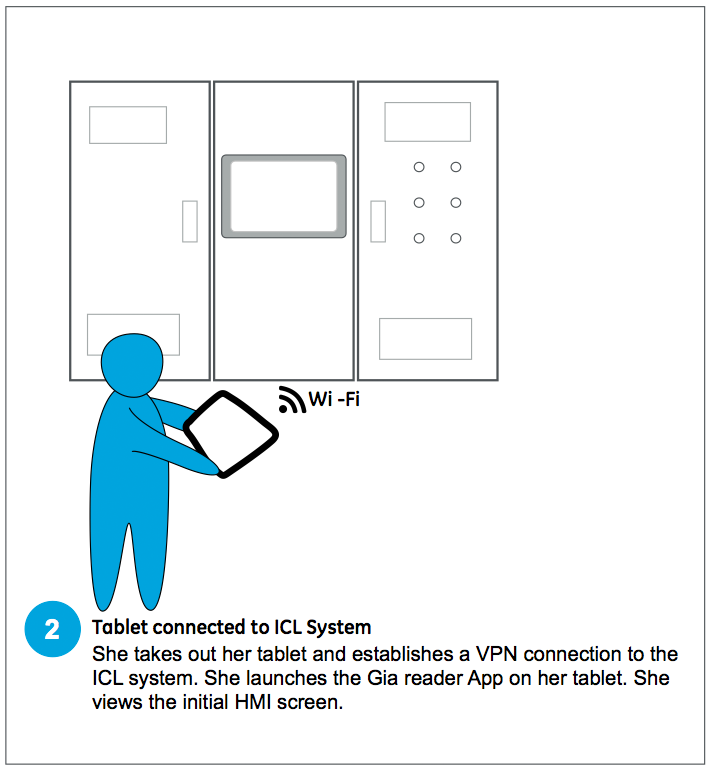 Wi -Fi
2
Tablet connected to ICL System
She takes out her tablet and establishes a VPN connection to the
ICL system. She launches the Gia reader App on her tablet. She
views the initial HMI screen.